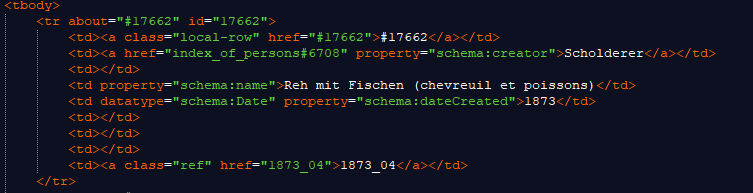 <tbody>
<tr about="#17662" id="17662">
<td><a class="local-row" href="#17662">#17662</a></td>
<td><a href="index_of_persons#6708" property="schema:creator">Scholderer</a></td>
<td></td>
<td property="schema:name">Reh mit Fischen (chevreuil et poissons)</td>
<td datatype="schema:Date" property="schema:dateCreated">1873</td>
<td></td>
<td></td>
<td></td>
<td><a class="ref" href="1873_04">1873_04</a></td>
</tr>